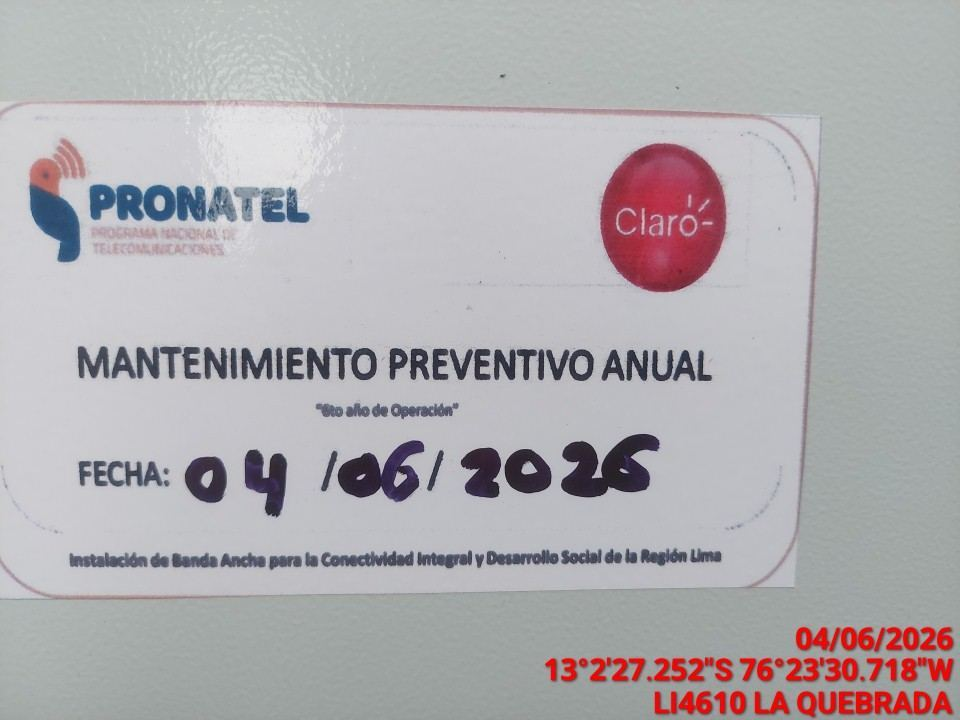 PRONATEL
PROGRAMA NACIONAL DE
TELECOMUNICACIONES
Claro
MANTENIMIENTO PREVENTIVO ANUAL
"6to año de Operación"
FECHA: 04/06/2026
Instalación de Banda Ancha para la Conectividad Integral y Desarrollo Social de la Región Lima
04/06/2026
13°2'27.252"S 76°23'30.718"W
LI4610 LA QUEBRADA